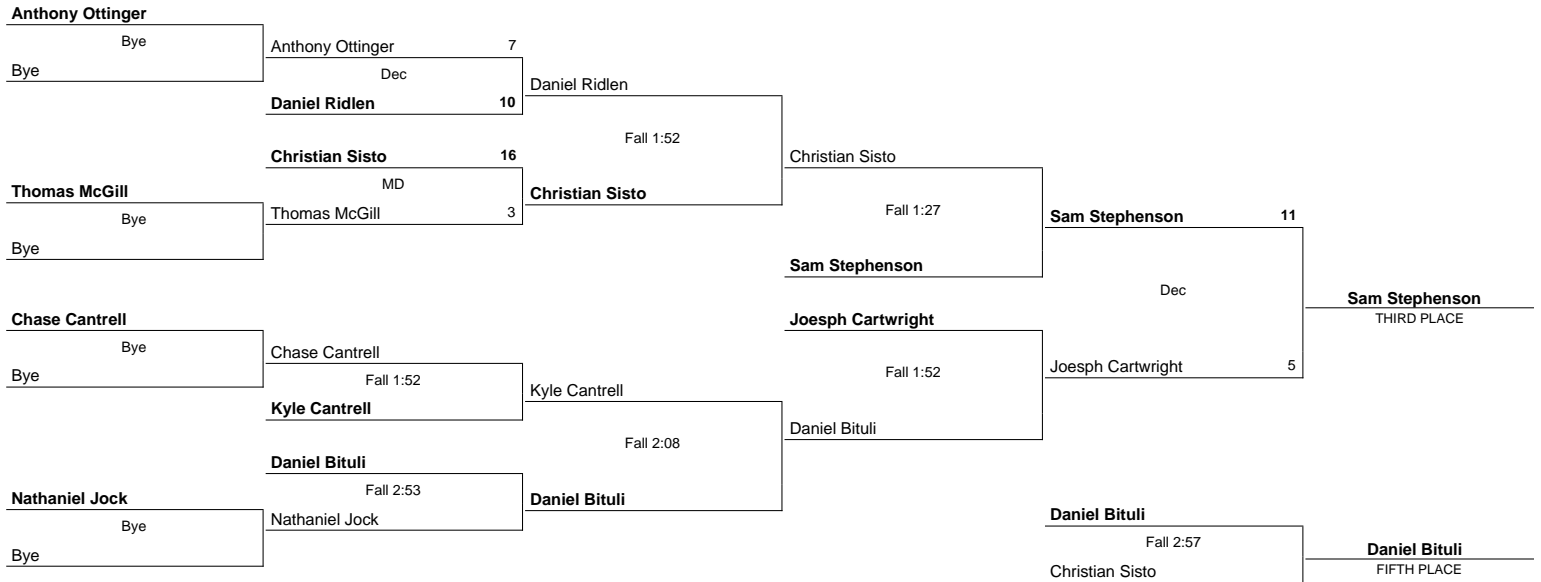 Anthony Ottinger
Bye
Bye
Anthony Ottinger 7
Dec
Daniel Ridlen 10
Daniel Ridlen
Fall 1:52
Christian Sisto
Christian Sisto 16
MD
Thomas McGill 3
Thomas McGill
Bye
Bye
Christian Sisto
Fall 1:27
Sam Stephenson
Sam Stephenson 11
Dec
Joesph Cartwright 5
Sam Stephenson
THIRD PLACE
Chase Cantrell
Bye
Bye
Chase Cantrell
Fall 1:52
Kyle Cantrell
Kyle Cantrell
Fall 2:08
Daniel Bituli
Joesph Cartwright
Fall 1:52
Daniel Bituli
Daniel Bituli
Fall 2:53
Nathaniel Jock
Nathaniel Jock
Bye
Bye
Daniel Bituli
Fall 2:57
Christian Sisto
Daniel Bituli
FIFTH PLACE